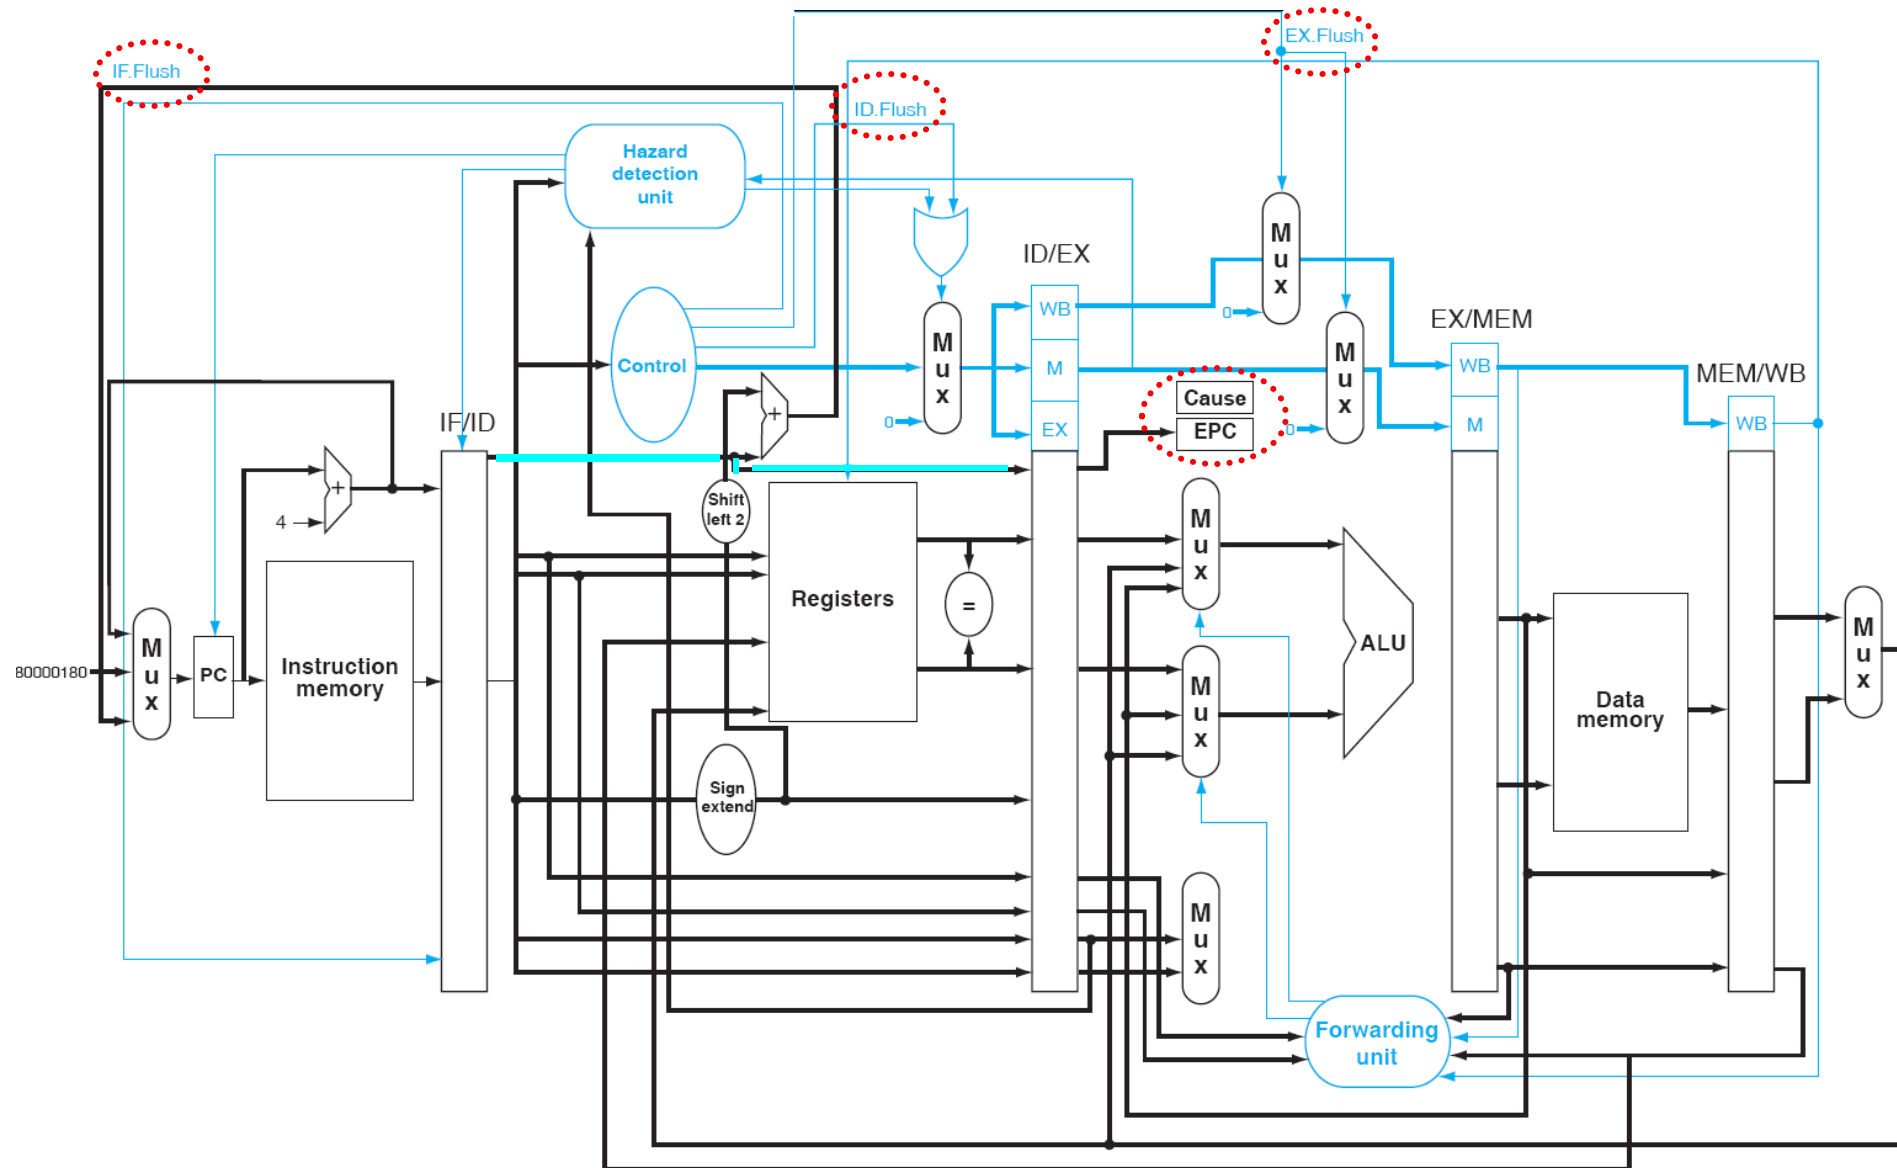 EX.Flush
IF.Flush
ID.Flush
Hazard
detection
unit
M
u
x
ID/EX
WB
0
M
u
x
EX/MEM
M
u
x
Control
M
Cause
WB
MEM/WB
0
EX
EPC
0
M
WB
IF/ID
+
+
4
Shift
left 2
M
u
x
Registers
=
ALU
M
u
x
80000180
PC
Instruction
memory
M
u
x
Data
memory
M
u
x
Sign
extend
M
u
x
Forwarding
unit